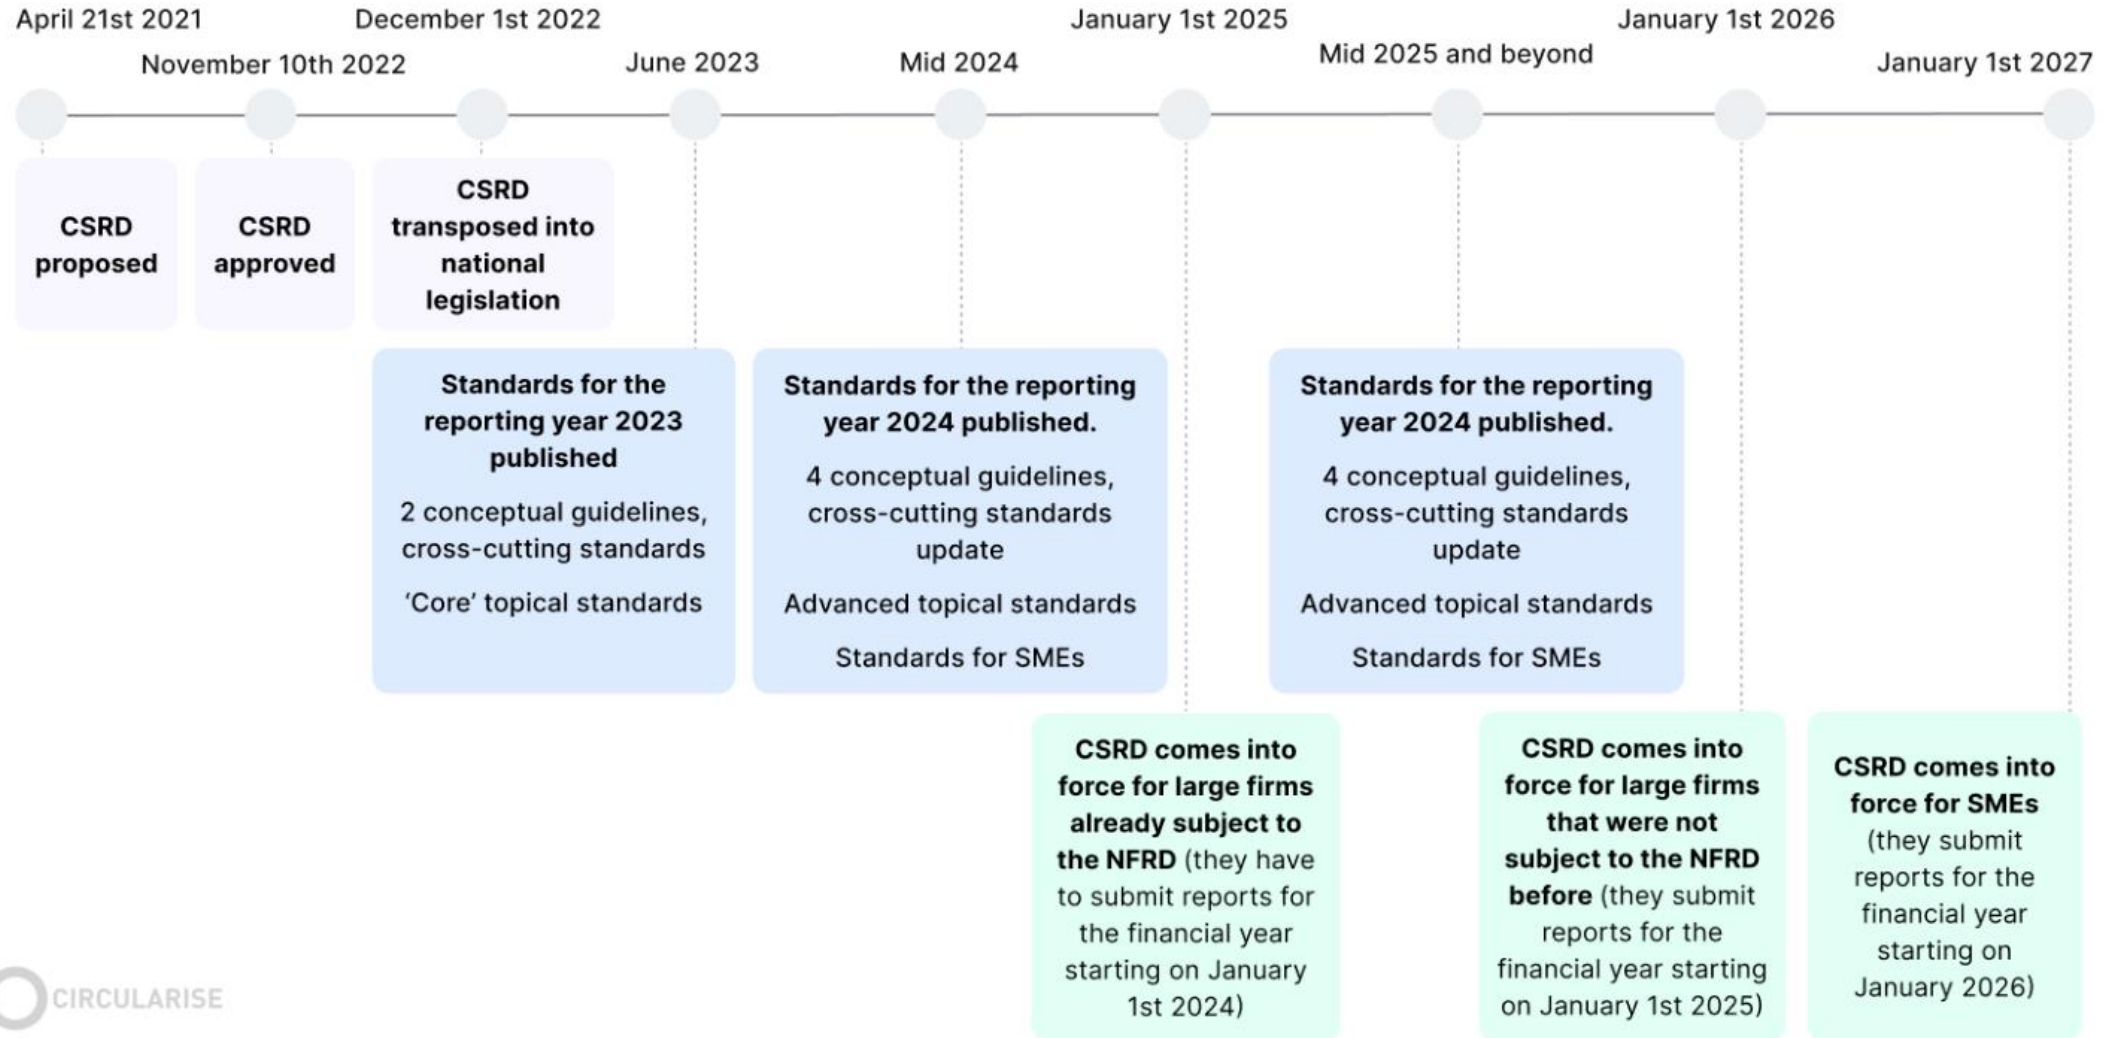 April 21st 2021
November 10th 2022
December 1st 2022
June 2023
Mid 2024
January 1st 2025
Mid 2025 and beyond
January 1st 2026
January 1st 2027
CSRD
proposed
CSRD
approved
CSRD
transposed into
national
legislation
Standards for the
reporting year 2023
published
2 conceptual guidelines,
cross-cutting standards
‘Core’ topical standards
Standards for the reporting
year 2024 published.
4 conceptual guidelines,
cross-cutting standards
update
Advanced topical standards
Standards for SMEs
Standards for the reporting
year 2024 published.
4 conceptual guidelines,
cross-cutting standards
update
Advanced topical standards
Standards for SMEs
CSRD comes into
force for large firms
already subject to
the NFRD (they have
to submit reports for
the financial year
starting on January
1st 2024)
CSRD comes into
force for large firms
that were not
subject to the NFRD
before (they submit
reports for the
financial year starting
on January 1st 2025)
CSRD comes into
force for SMEs
(they submit
reports for the
financial year
starting on
January 2026)
CIRCULARISE